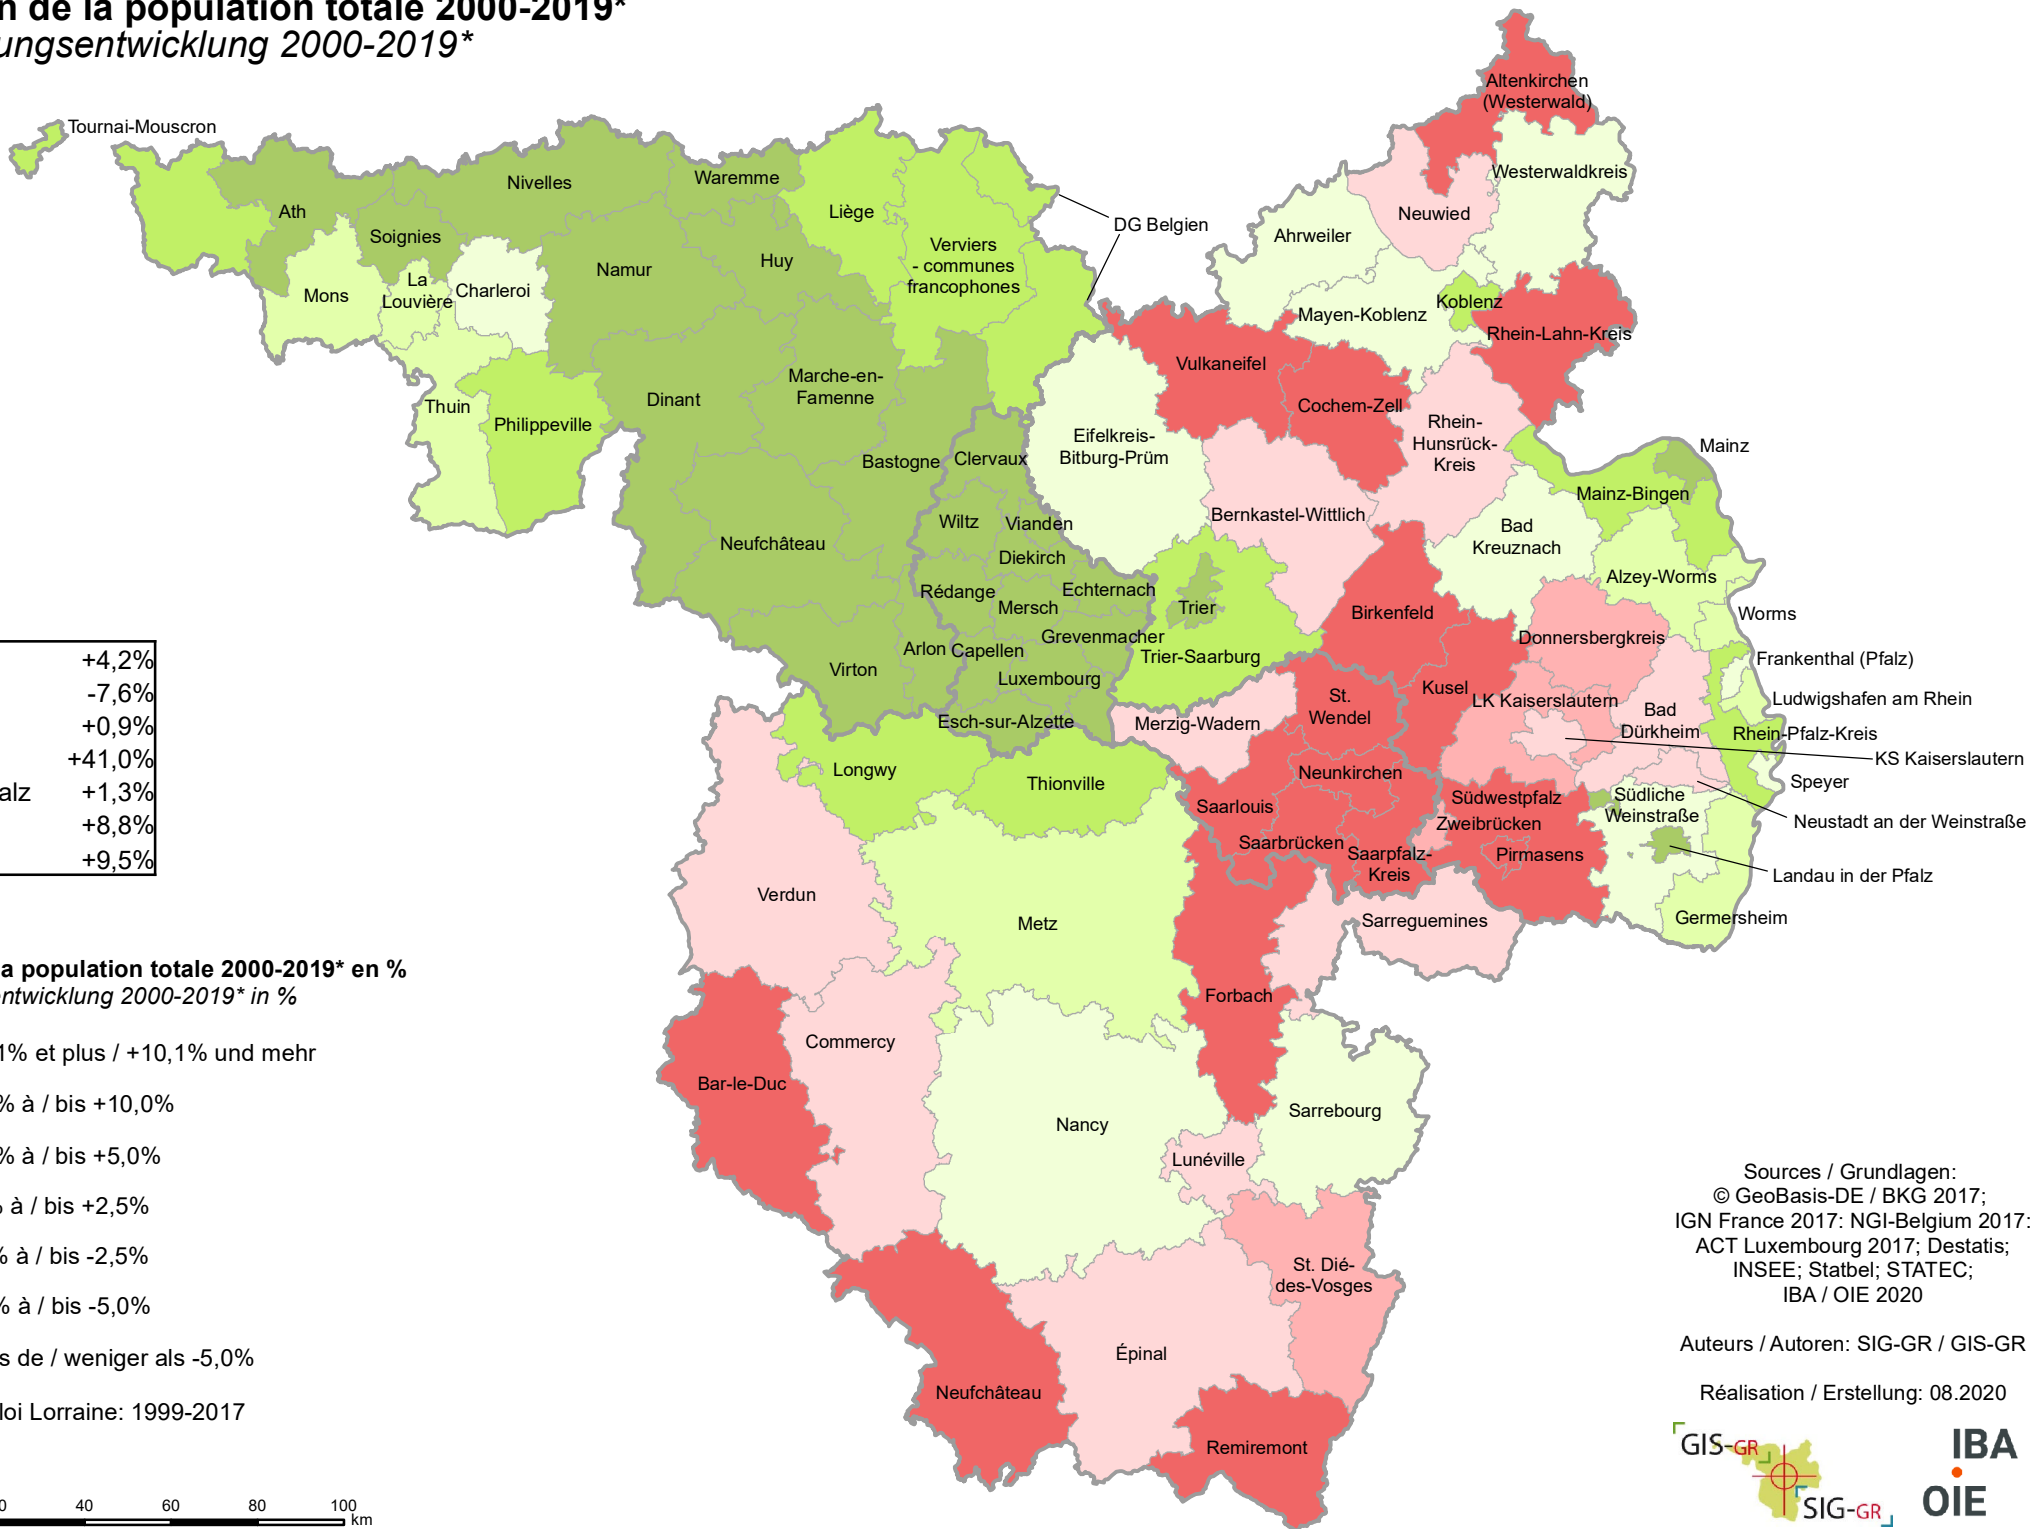 n de la population totale 2000-2019*
ungsentwicklung 2000-2019*
Tournai-Mouscron
Altenkirchen
(Westerwald)
Westerwaldkreis
Nivelles
Waremme
Ath
Liège
Neuwied
DG Belgien
Soignies
Ahrweiler
Verviers
- communes
francophones
Namur
Huy
La
Louvière
Charleroi
Mons
Koblenz
Mayen-Koblenz
Rhein-Lahn-Kreis
Vulkaneifel
Marche-en-
Famenne
Dinant
Thuin
Philippeville
Cochem-Zell
Rhein-
Hunsrück-
Kreis
Eifelkreis-
Bitburg-Prüm
Mainz
Bastogne
Clervaux
Mainz-Bingen
Wiltz
Vianden
Bernkastel-Wittlich
Bad
Kreuznach
Neufchâteau
Diekirch
Alzey-Worms
Rédange
Echternach
Mersch
Trier
Birkenfeld
Worms
Grevenmacher
Donnersbergkreis
Arlon
Capellen
Trier-Saarburg
Frankenthal (Pfalz)
Virton
Luxembourg
Kusel
St.
Wendel
LK Kaiserslautern
Ludwigshafen am Rhein
Esch-sur-Alzette
Merzig-Wadern
Bad
Dürkheim
Rhein-Pfalz-Kreis
KS Kaiserslautern
Longwy
Thionville
Neunkirchen
Speyer
Saarlouis
Südwestpfalz
Südliche
Weinstraße
Zweibrücken
Neustadt an der Weinstraße
Saarbrücken
Saarpfalz-
Kreis
Pirmasens
Landau in der Pfalz
Verdun
Metz
Sarreguemines
Germersheim
Forbach
Commercy
Bar-le-Duc
Nancy
Sarrebourg
Lunéville
St. Dié-
des-Vosges
Épinal
Neufchâteau
Remiremont
+4,2%
-7,6%
+0,9%
+41,0%
alz +1,3%
+8,8%
+9,5%
a population totale 2000-2019* en %
entwicklung 2000-2019* in %
1% et plus / +10,1% und mehr
% à / bis +10,0%
% à / bis +5,0%
% à / bis +2,5%
% à / bis -2,5%
% à / bis -5,0%
s de / weniger als -5,0%
loi Lorraine: 1999-2017
0 40 60 80 100
km
Sources / Grundlagen:
© GeoBasis-DE / BKG 2017;
IGN France 2017: NGI-Belgium 2017:
ACT Luxembourg 2017; Destatis;
INSEE; Statbel; STATEC;
IBA / OIE 2020
Auteurs / Autoren: SIG-GR / GIS-GR
Réalisation / Erstellung: 08.2020
GIS-GR
SIG-GR
IBA
OIE